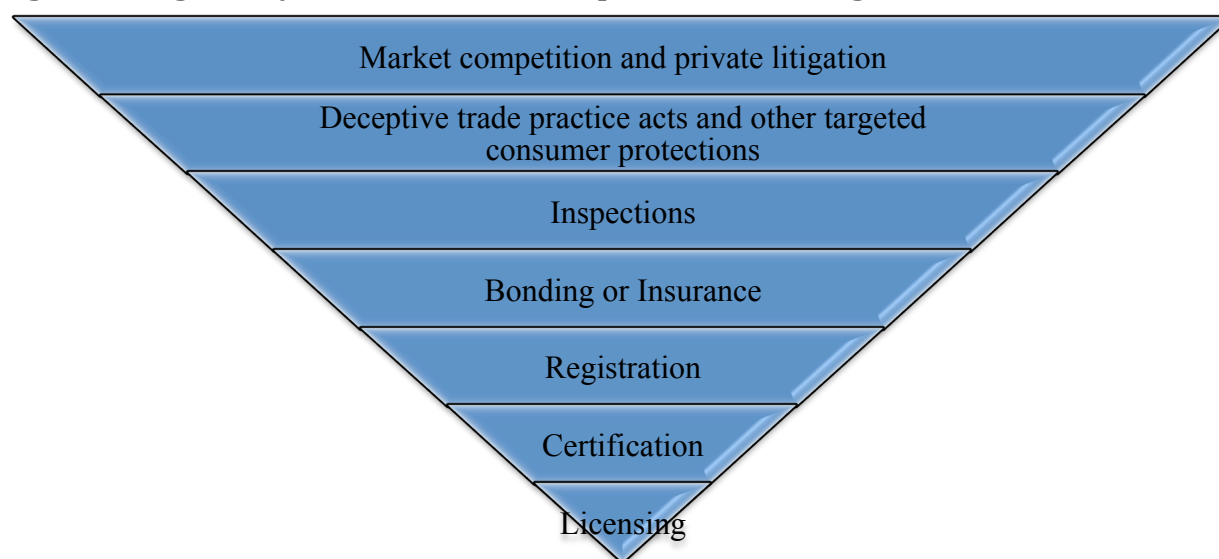 Market competition and private litigation
Deceptive trade practice acts and other targeted
consumer protections
Inspections
Bonding or Insurance
Registration
Certification
Licensing